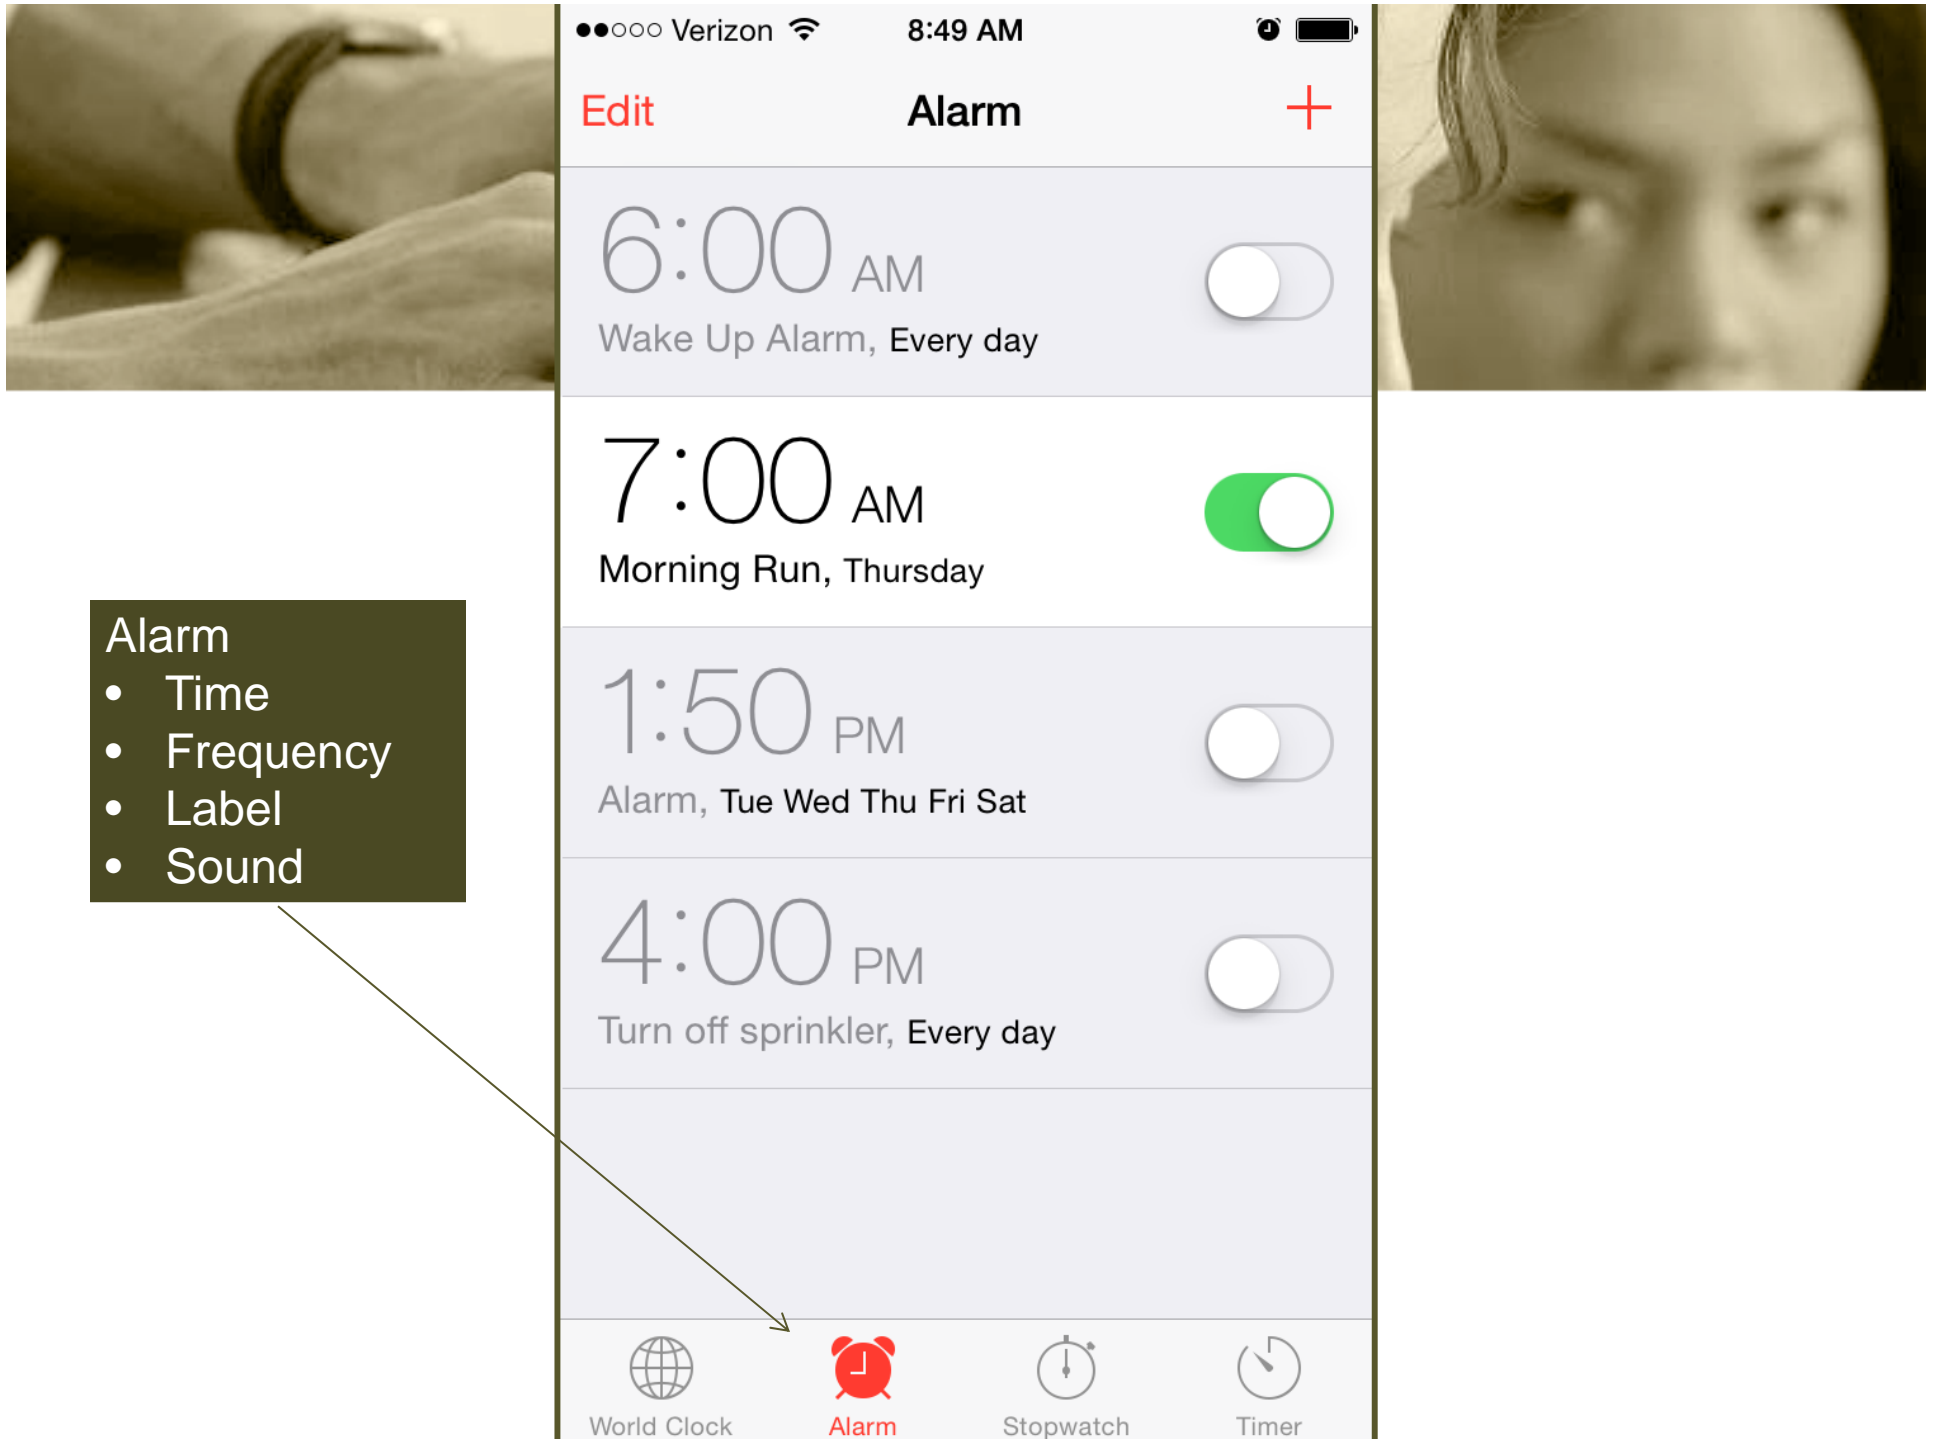 Verizon 8:49 AM
Edit Alarm +
6:00 AM
Wake Up Alarm, Every day
7:00 AM
Morning Run, Thursday
1:50 PM
Alarm, Tue Wed Thu Fri Sat
4:00 PM
Turn off sprinkler, Every day
World Clock Alarm Stopwatch Timer
Alarm
• Time
• Frequency
• Label
• Sound